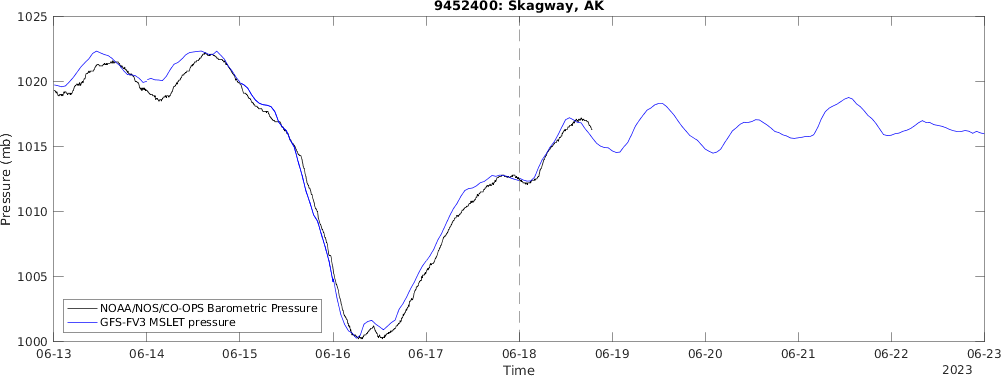 9452400: Skagway, AK
1025
1020
1015
1010
1005
1000
Pressure (mb)
NOAA/NOS/CO-OPS Barometric Pressure
GFS-FV3 MSLET pressure
06-13 06-14 06-15 06-16 06-17 06-18 06-19 06-20 06-21 06-22 06-23
Time
2023